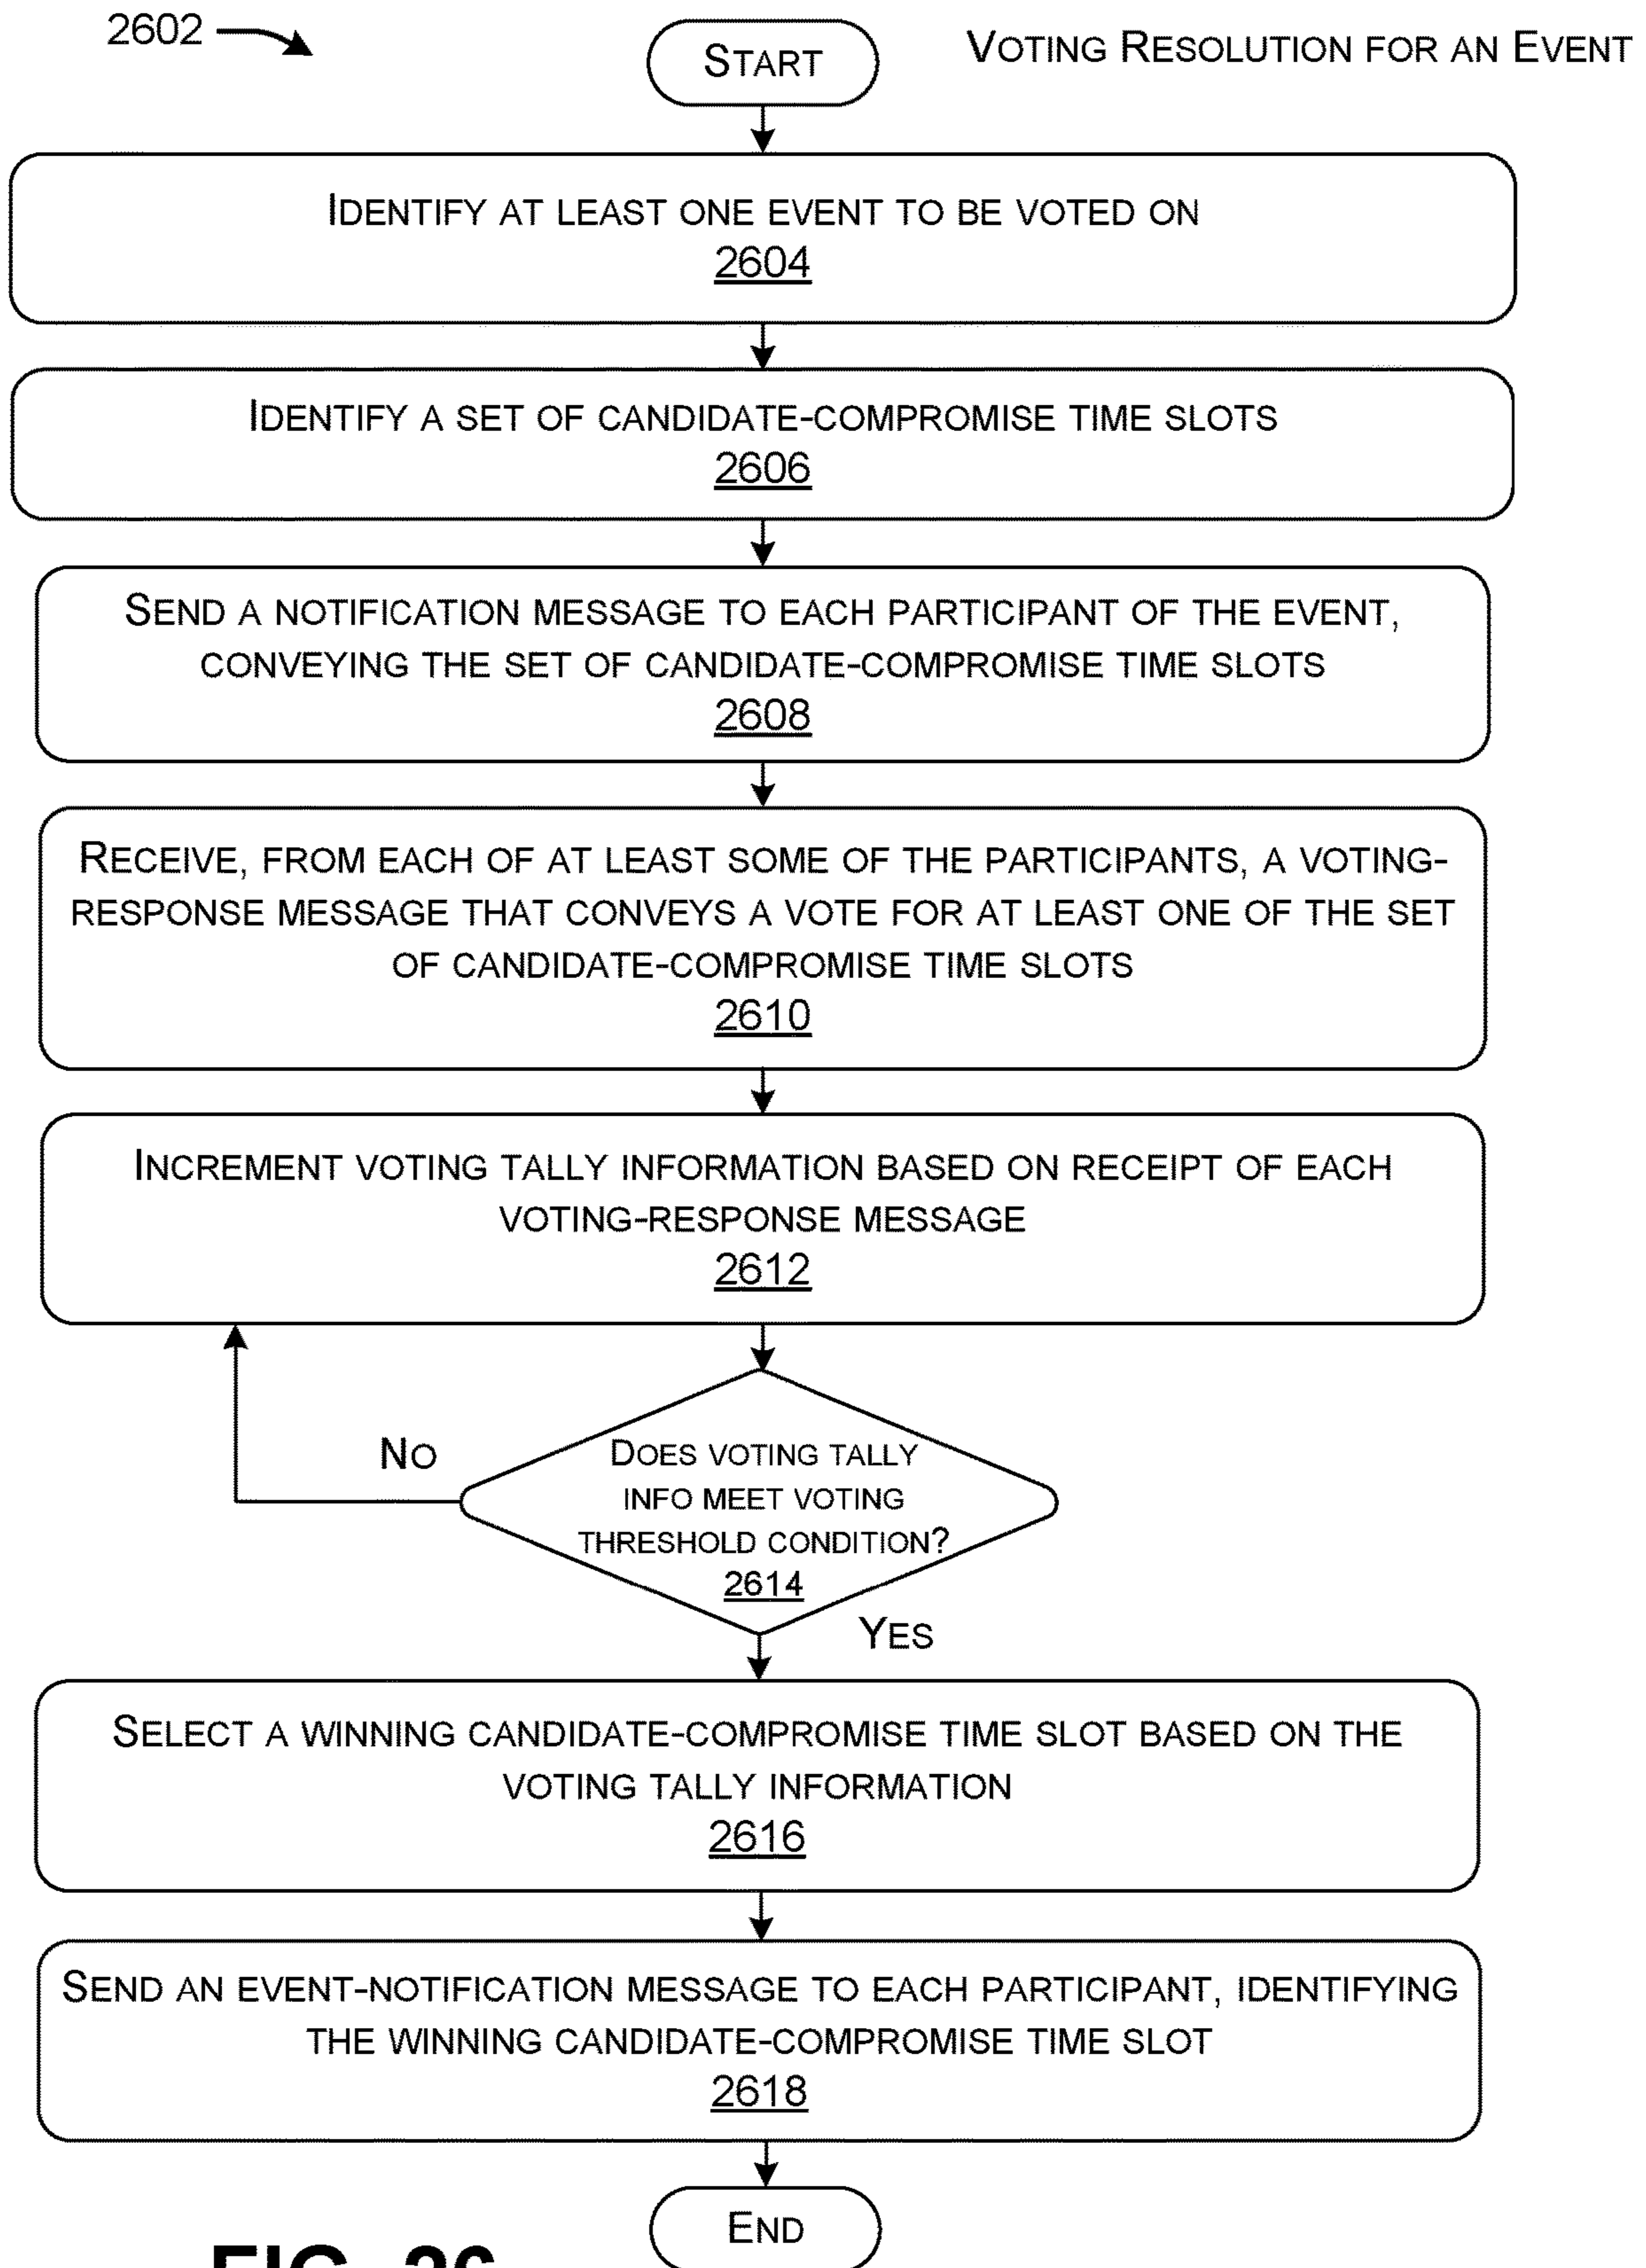 2602
START
VOTING RESOLUTION FOR AN EVENT
IDENTIFY AT LEAST ONE EVENT TO BE VOTED ON
2604
IDENTIFY A SET OF CANDIDATE-COMPROMISE TIME SLOTS
2606
SEND A NOTIFICATION MESSAGE TO EACH PARTICIPANT OF THE EVENT,
CONVEYING THE SET OF CANDIDATE-COMPROMISE TIME SLOTS
2608
RECEIVE, FROM EACH OF AT LEAST SOME OF THE PARTICIPANTS, A VOTING-
RESPONSE MESSAGE THAT CONVEYS A VOTE FOR AT LEAST ONE OF THE SET
OF CANDIDATE-COMPROMISE TIME SLOTS
2610
INCREMENT VOTING TALLY INFORMATION BASED ON RECEIPT OF EACH
VOTING-RESPONSE MESSAGE
2612
NO
DOES VOTING TALLY
INFO MEET VOTING
THRESHOLD CONDITION?
2614
YES
SELECT A WINNING CANDIDATE-COMPROMISE TIME SLOT BASED ON THE
VOTING TALLY INFORMATION
2616
SEND AN EVENT-NOTIFICATION MESSAGE TO EACH PARTICIPANT, IDENTIFYING
THE WINNING CANDIDATE-COMPROMISE TIME SLOT
2618
END
FIG. 26